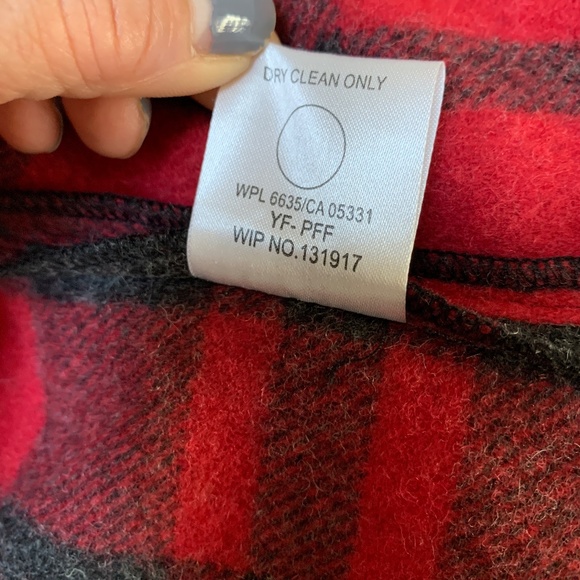 DRY CLEAN ONLY
WPL 6635/CA 05331
YF- PFF
WIP NO.131917